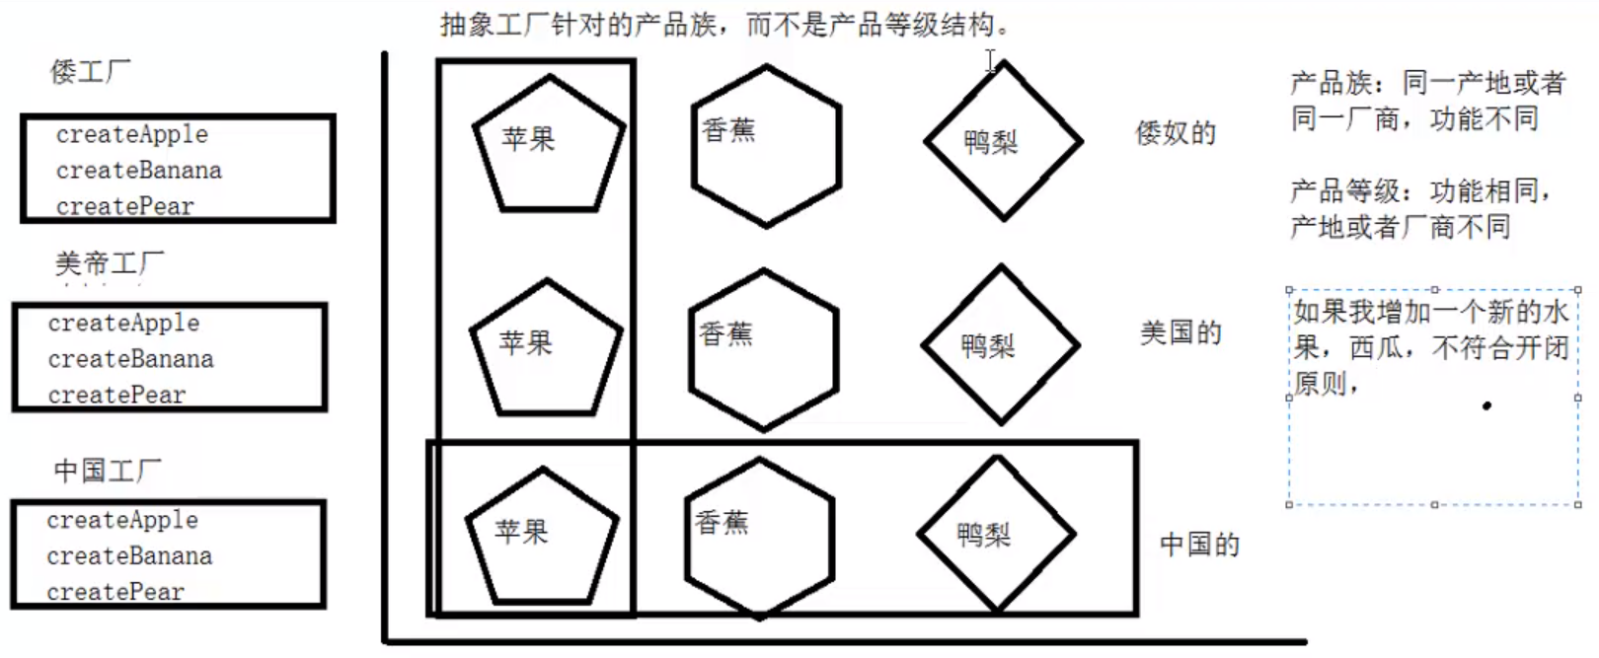 抽象工厂针对的产品族，而不是产品等级结构。
倭工厂
createApple
createBanana
createPear
美帝工厂
createApple
createBanana
createPear
中国工厂
createApple
createBanana
createPear
苹果
香蕉
鸭梨
倭奴的
苹果
香蕉
鸭梨
美国的
苹果
香蕉
鸭梨
中国的
产品族：同一产地或者
同一厂商，功能不同
产品等级：功能相同，
产地或者厂商不同
如果我增加一个新的水
果，西瓜，不符合开闭
原则，